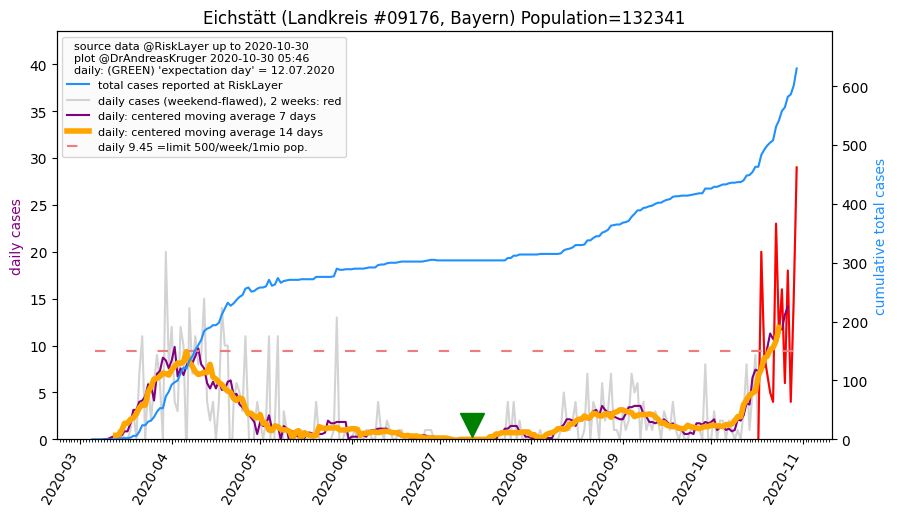 Eichstätt (Landkreis #09176, Bayern) Population=132341
source data @RiskLayer up to 2020-10-30
plot @DrAndreasKruger 2020-10-30 05:46
daily: (GREEN) 'expectation day' = 12.07.2020
total cases reported at RiskLayer
daily cases (weekend-flawed), 2 weeks: red
daily: centered moving average 7 days
daily: centered moving average 14 days
daily 9.45 =limit 500/week/1mio pop.
daily cases
40
35
30
25
20
15
10
5
0
cumulative total cases
600
500
400
300
200
100
0
2020-03
2020-04
2020-05
2020-06
2020-07
2020-08
2020-09
2020-10
2020-11